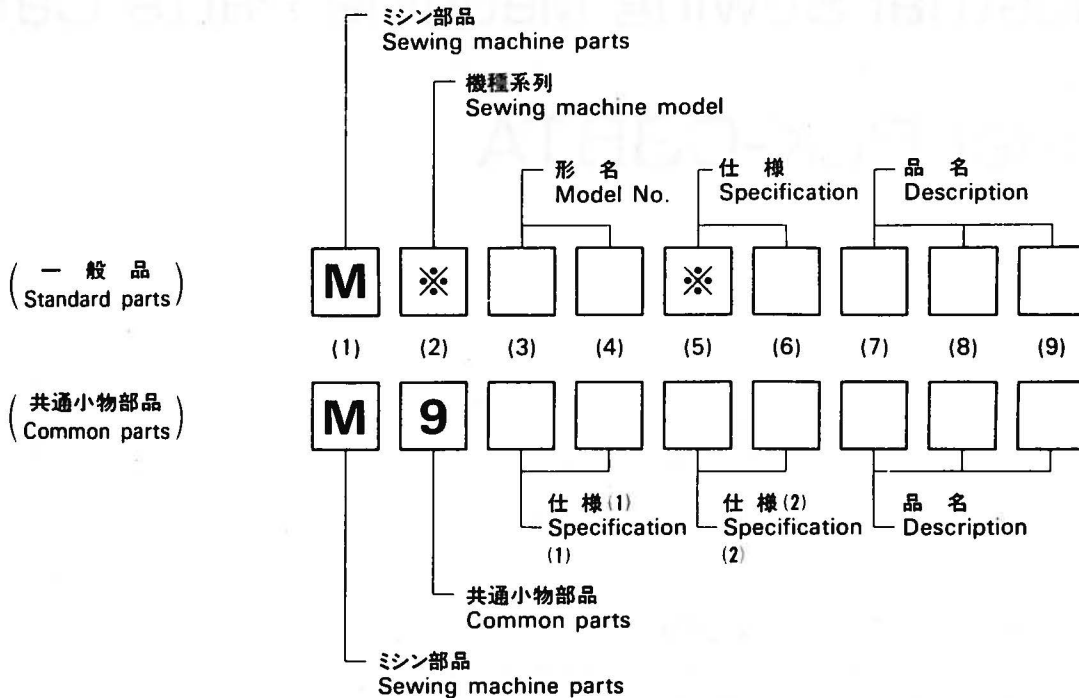 ミシン部品
Sewing machine parts
機種系列
Sewing machine model
形 名
Model No.
仕 様
Specification
品 名
Description
(一 般 品
Standard parts)
M ※ ※
(1) (2) (3) (4) (5) (6) (7) (8) (9)
(共通小物部品
Common parts)
M 9
仕 様(1)
Specification
(1)
仕 様(2)
Specification
(2)
品 名
Description
共通小物部品
Common parts
ミシン部品
Sewing machine parts